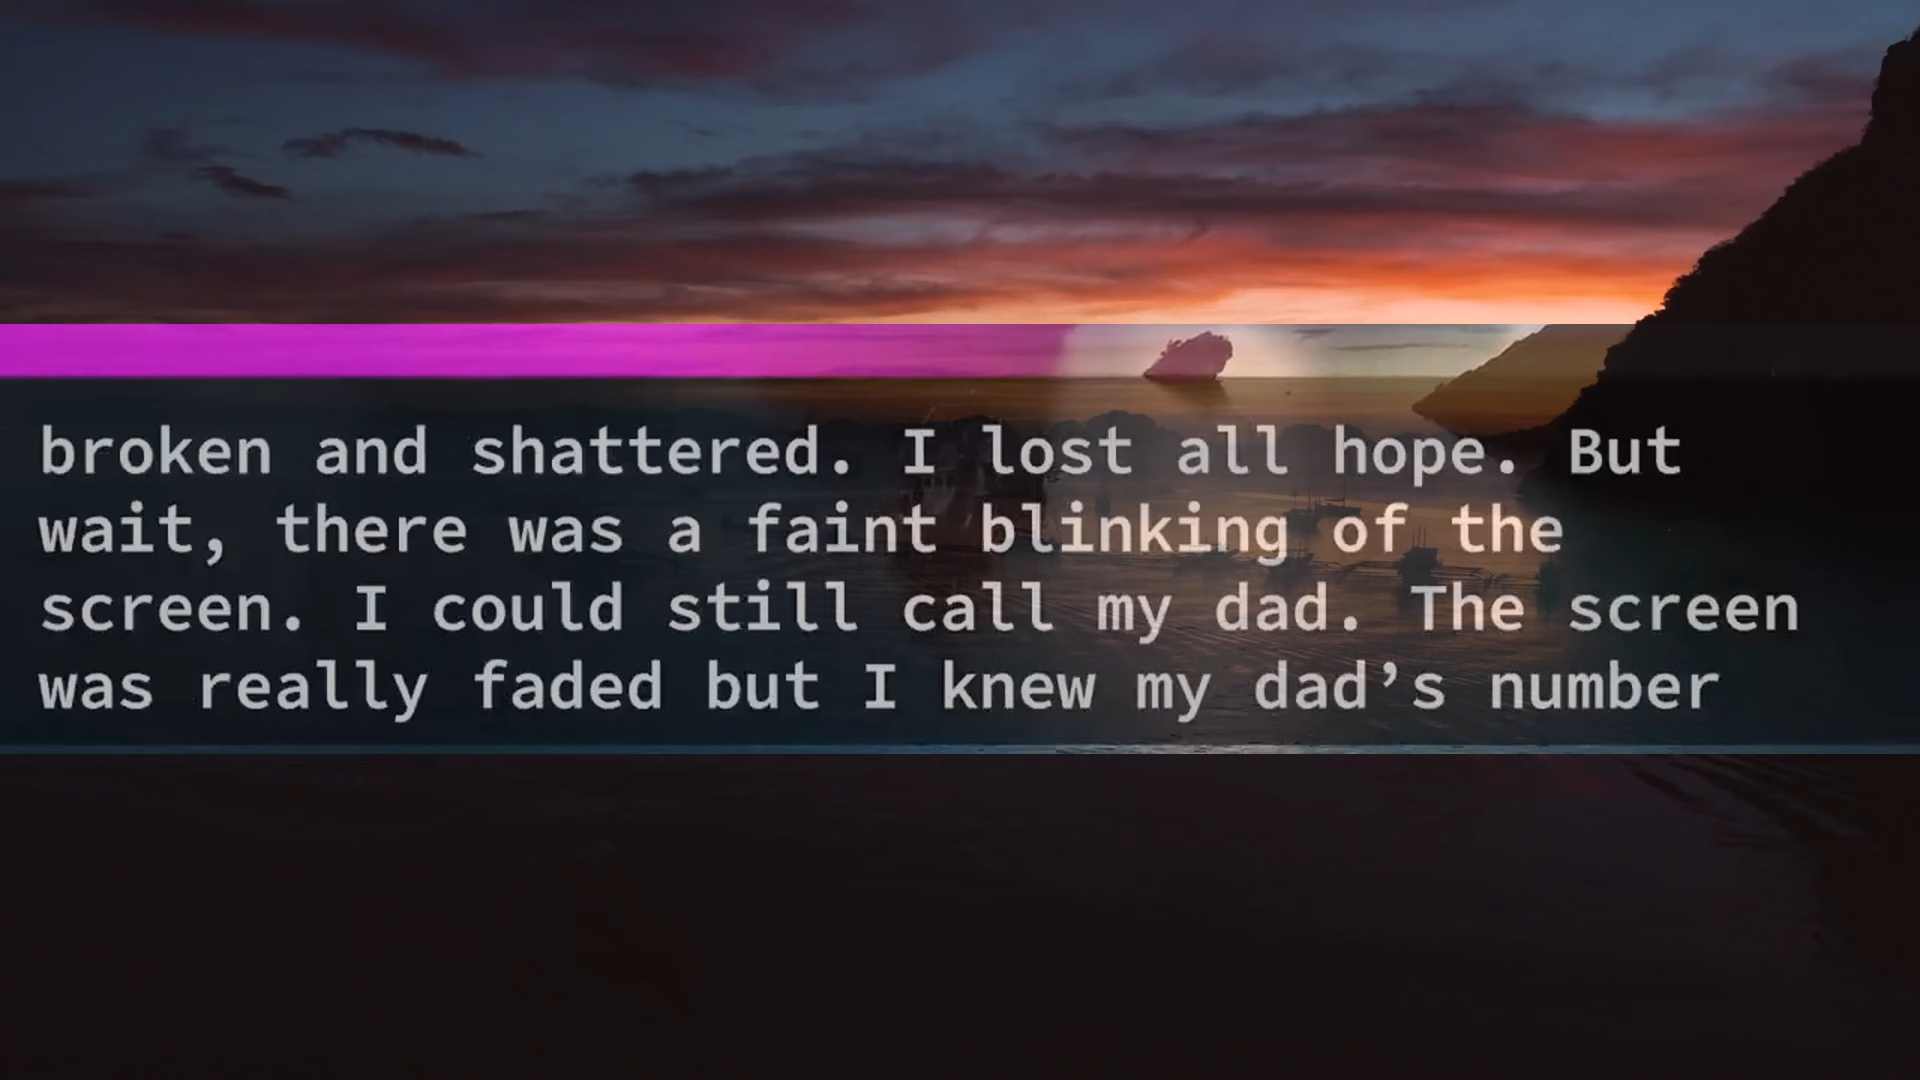 broken and shattered. I lost all hope. But
wait, there was a faint blinking of the
screen. I could still call my dad. The screen
was really faded but I knew my dad’s number